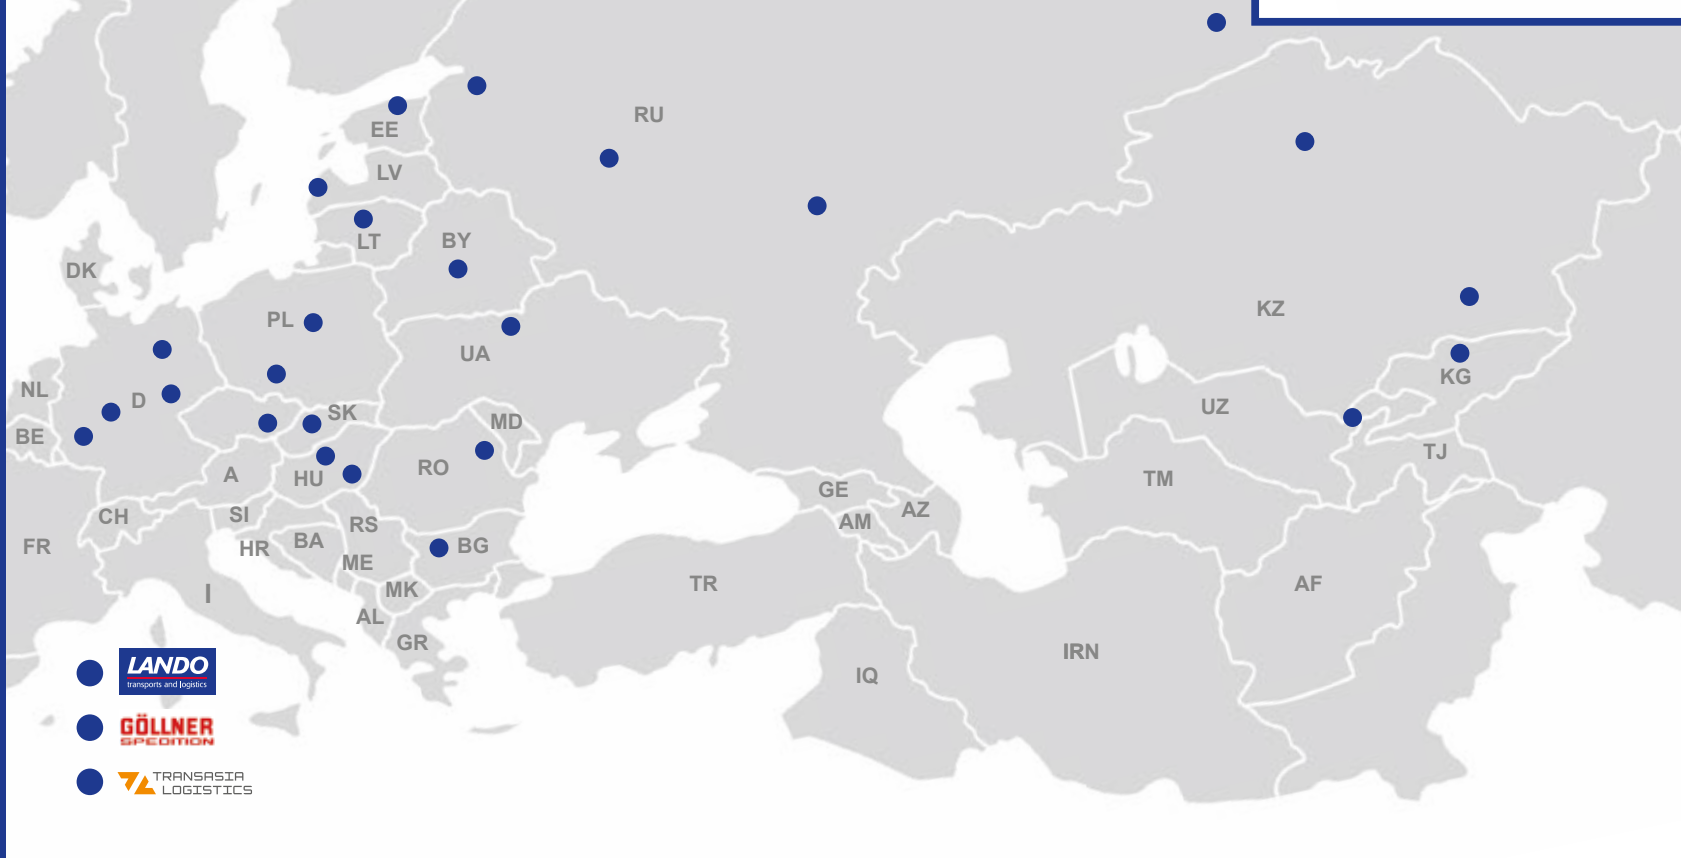 RU
EE
LV
LT
BY
DK
PL
KZ
UA
KG
NL
D
SK
UZ
MD
BE
RO
TJ
A
HU
TM
GE
CH
SI
RS
AM
AZ
FR
HR
BA
BG
ME
MK
TR
AF
I
AL
GR
IRN
IQ
LANDO
transports and logistics
GÖLLNER
SPEDITION
TRANSASIA
LOGISTICS